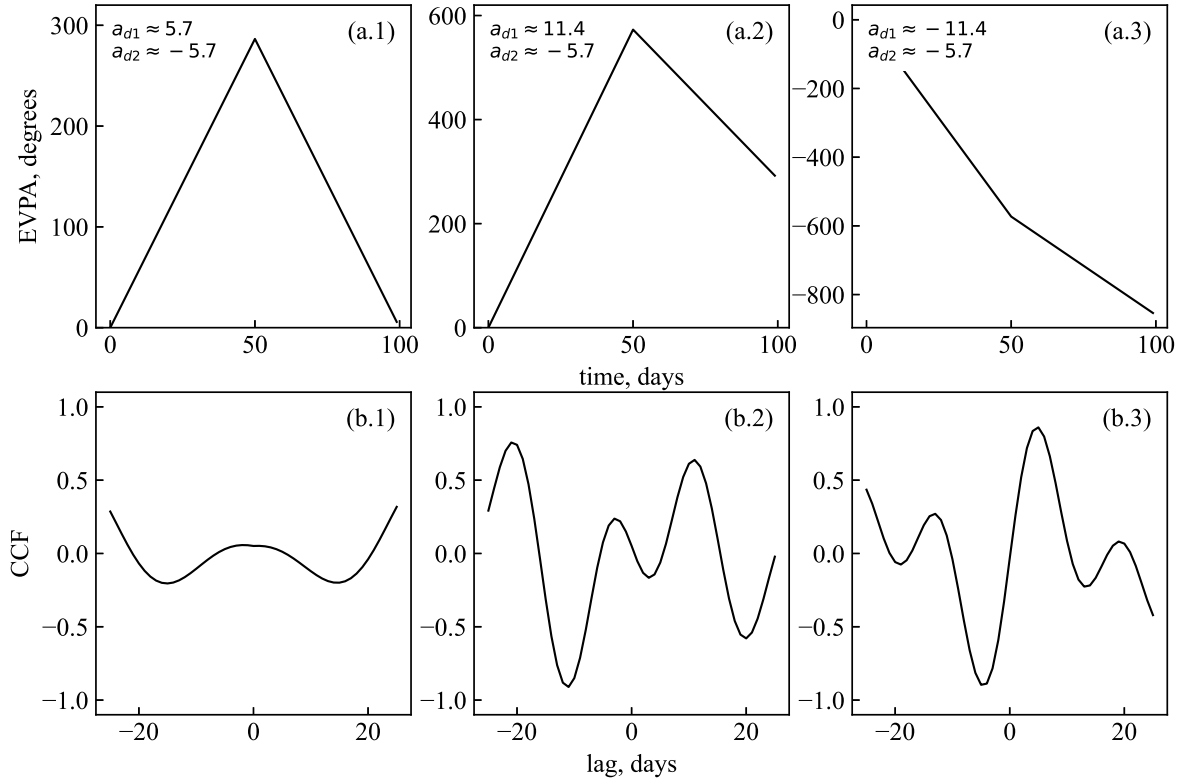 300
200
100
0
EVPA, degrees
a_{d1} ≈ 5.7
a_{d2} ≈ −5.7
(a.1)
0 50 100
600
400
200
0
a_{d1} ≈ 11.4
a_{d2} ≈ −5.7
(a.2)
0 50 100
0
−200
−400
−600
−800
a_{d1} ≈ −11.4
a_{d2} ≈ −5.7
(a.3)
0 50 100
time, days
1.0
0.5
0.0
−0.5
−1.0
CCF
(b.1)
−20 0 20
1.0
0.5
0.0
−0.5
−1.0
(b.2)
−20 0 20
1.0
0.5
0.0
−0.5
−1.0
(b.3)
−20 0 20
lag, days